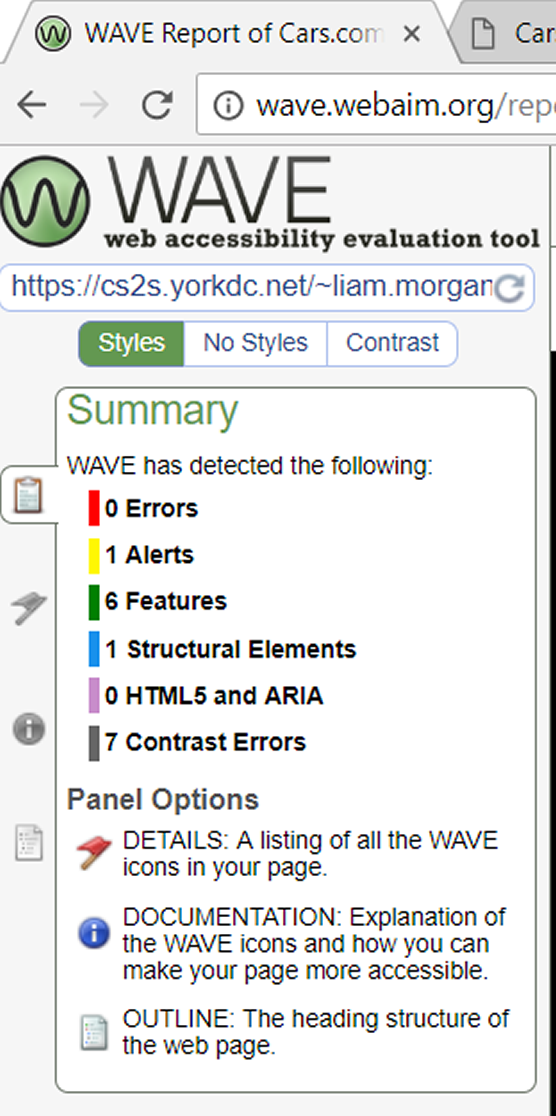 WAVE Report of Cars.com
Car
wave.webaim.org/rep
WAVE
web accessibility evaluation tool
https://cs2s.yorkdc.net/~liam.morgan
Styles No Styles Contrast
Summary
WAVE has detected the following:
0 Errors
1 Alerts
6 Features
1 Structural Elements
0 HTML5 and ARIA
7 Contrast Errors
Panel Options
DETAILS: A listing of all the WAVE
icons in your page.
DOCUMENTATION: Explanation of
the WAVE icons and how you can
make your page more accessible.
OUTLINE: The heading structure of
the web page.